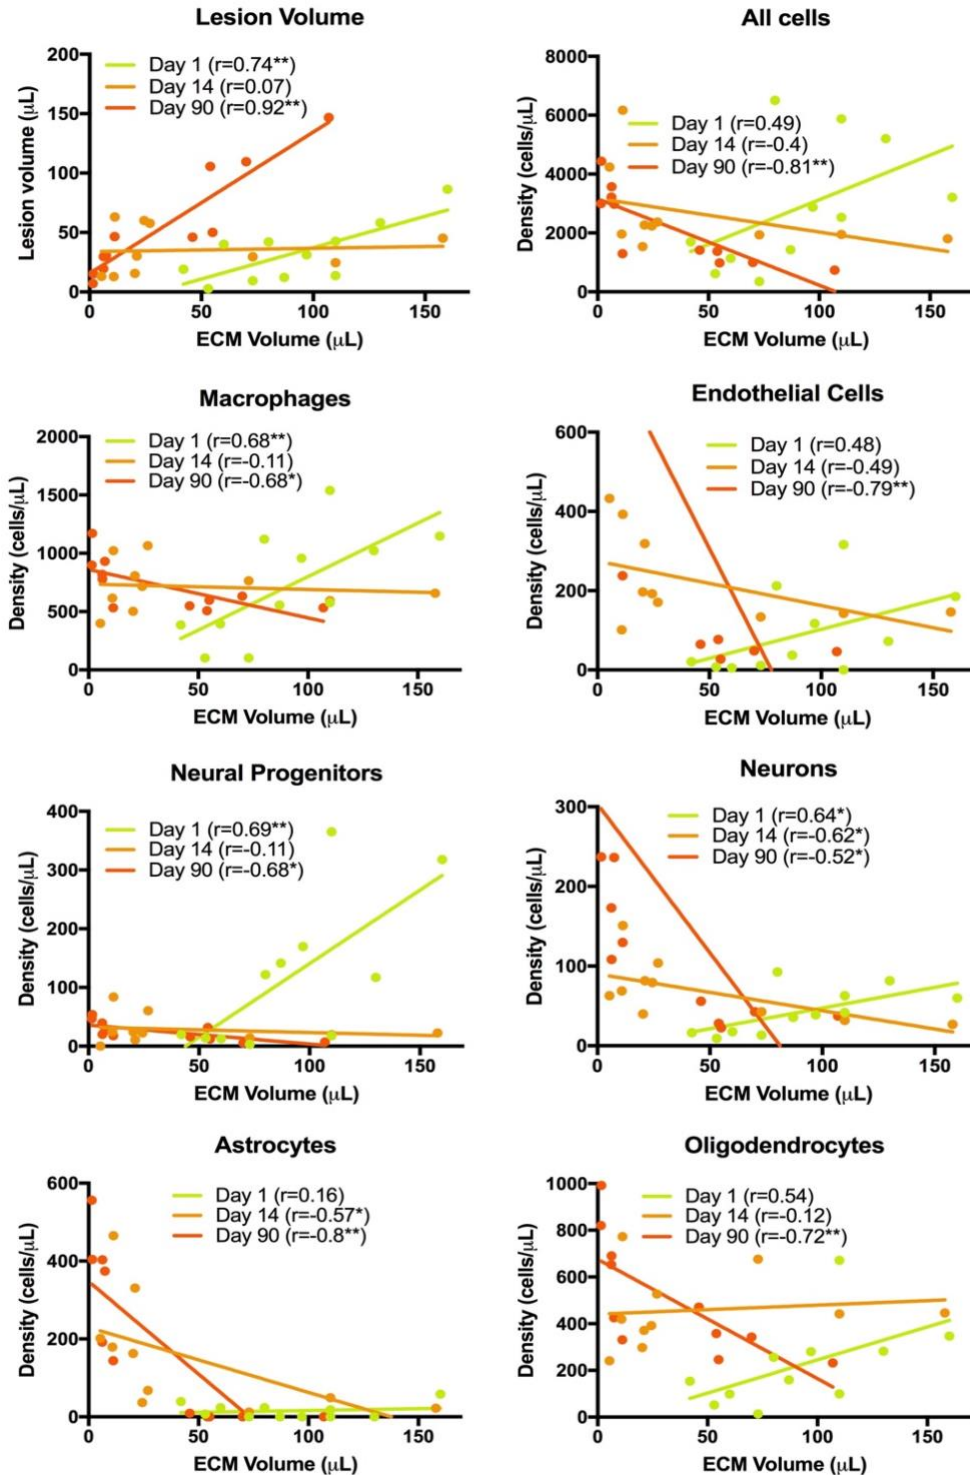 Lesion Volume
Lesion volume (μL)
200
150
100
50
0
Day 1 (r=0.74**)
Day 14 (r=0.07)
Day 90 (r=0.92**)
0 50 100 150
ECM Volume (μL)
All cells
Density (cells/μL)
8000
6000
4000
2000
0
Day 1 (r=0.49)
Day 14 (r=-0.4)
Day 90 (r=-0.81**)
0 50 100 150
ECM Volume (μL)
Macrophages
Density (cells/μL)
2000
1500
1000
500
0
Day 1 (r=0.68**)
Day 14 (r=-0.11)
Day 90 (r=-0.68*)
0 50 100 150
ECM Volume (μL)
Endothelial Cells
Density (cells/μL)
600
400
200
0
Day 1 (r=0.48)
Day 14 (r=-0.49)
Day 90 (r=-0.79**)
0 50 100 150
ECM Volume (μL)
Neural Progenitors
Density (cells/μL)
400
300
200
100
0
Day 1 (r=0.69**)
Day 14 (r=-0.11)
Day 90 (r=-0.68*)
0 50 100 150
ECM Volume (μL)
Neurons
Density (cells/μL)
300
200
100
0
Day 1 (r=0.64*)
Day 14 (r=-0.62*)
Day 90 (r=-0.52*)
0 50 100 150
ECM Volume (μL)
Astrocytes
Density (cells/μL)
600
400
200
0
Day 1 (r=0.16)
Day 14 (r=-0.57*)
Day 90 (r=-0.8**)
0 50 100 150
ECM Volume (μL)
Oligodendrocytes
Density (cells/μL)
1000
800
600
400
200
0
Day 1 (r=0.54)
Day 14 (r=-0.12)
Day 90 (r=-0.72**)
0 50 100 150
ECM Volume (μL)